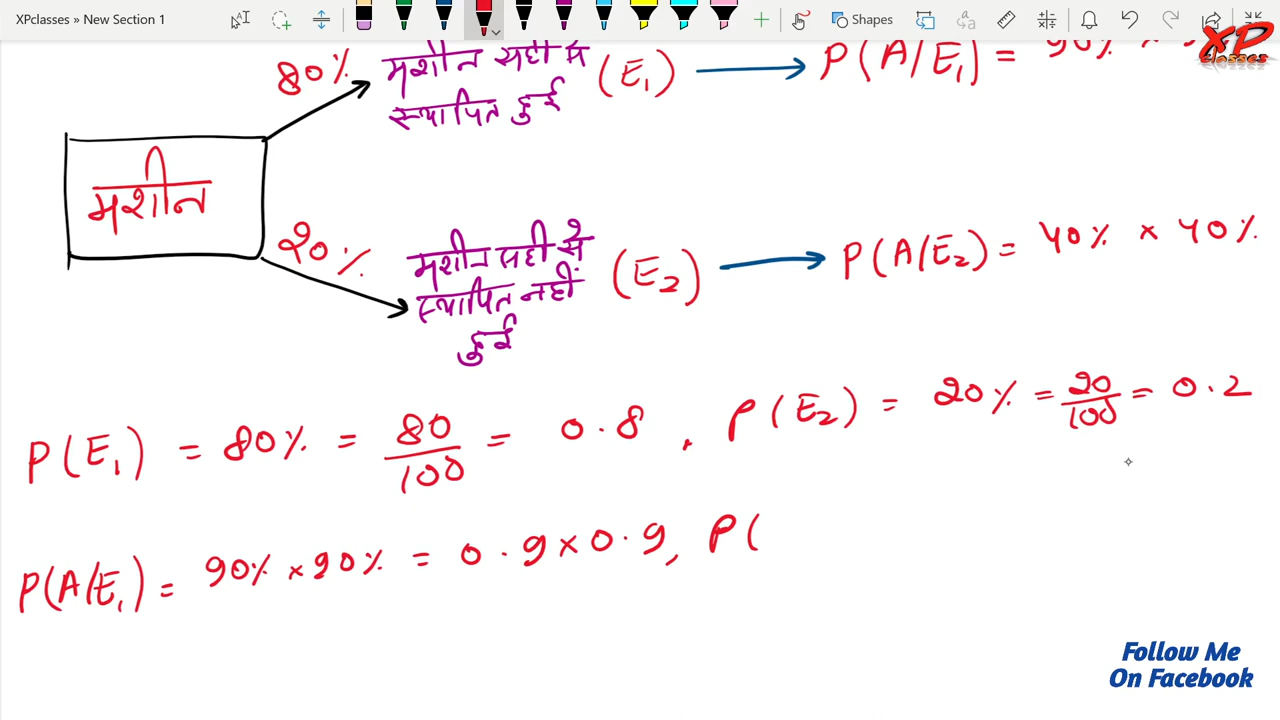 XPclasses » New Section 1
Shapes
XP
Classes
80% मशीन सही से (E₁) → P(A/E₁) = 90% ×
स्थापित हुई
मशीन
20% मशीन सही से (E₂) → P(A/E₂) = 40% × 40%
स्थापित नहीं
हुई
P(E₁) = 80% = 80/100 = 0.8 , P(E₂) = 20% = 20/100 = 0.2
P(A/E₁) = 90% × 90% = 0.9 × 0.9, P(
Follow Me
On Facebook